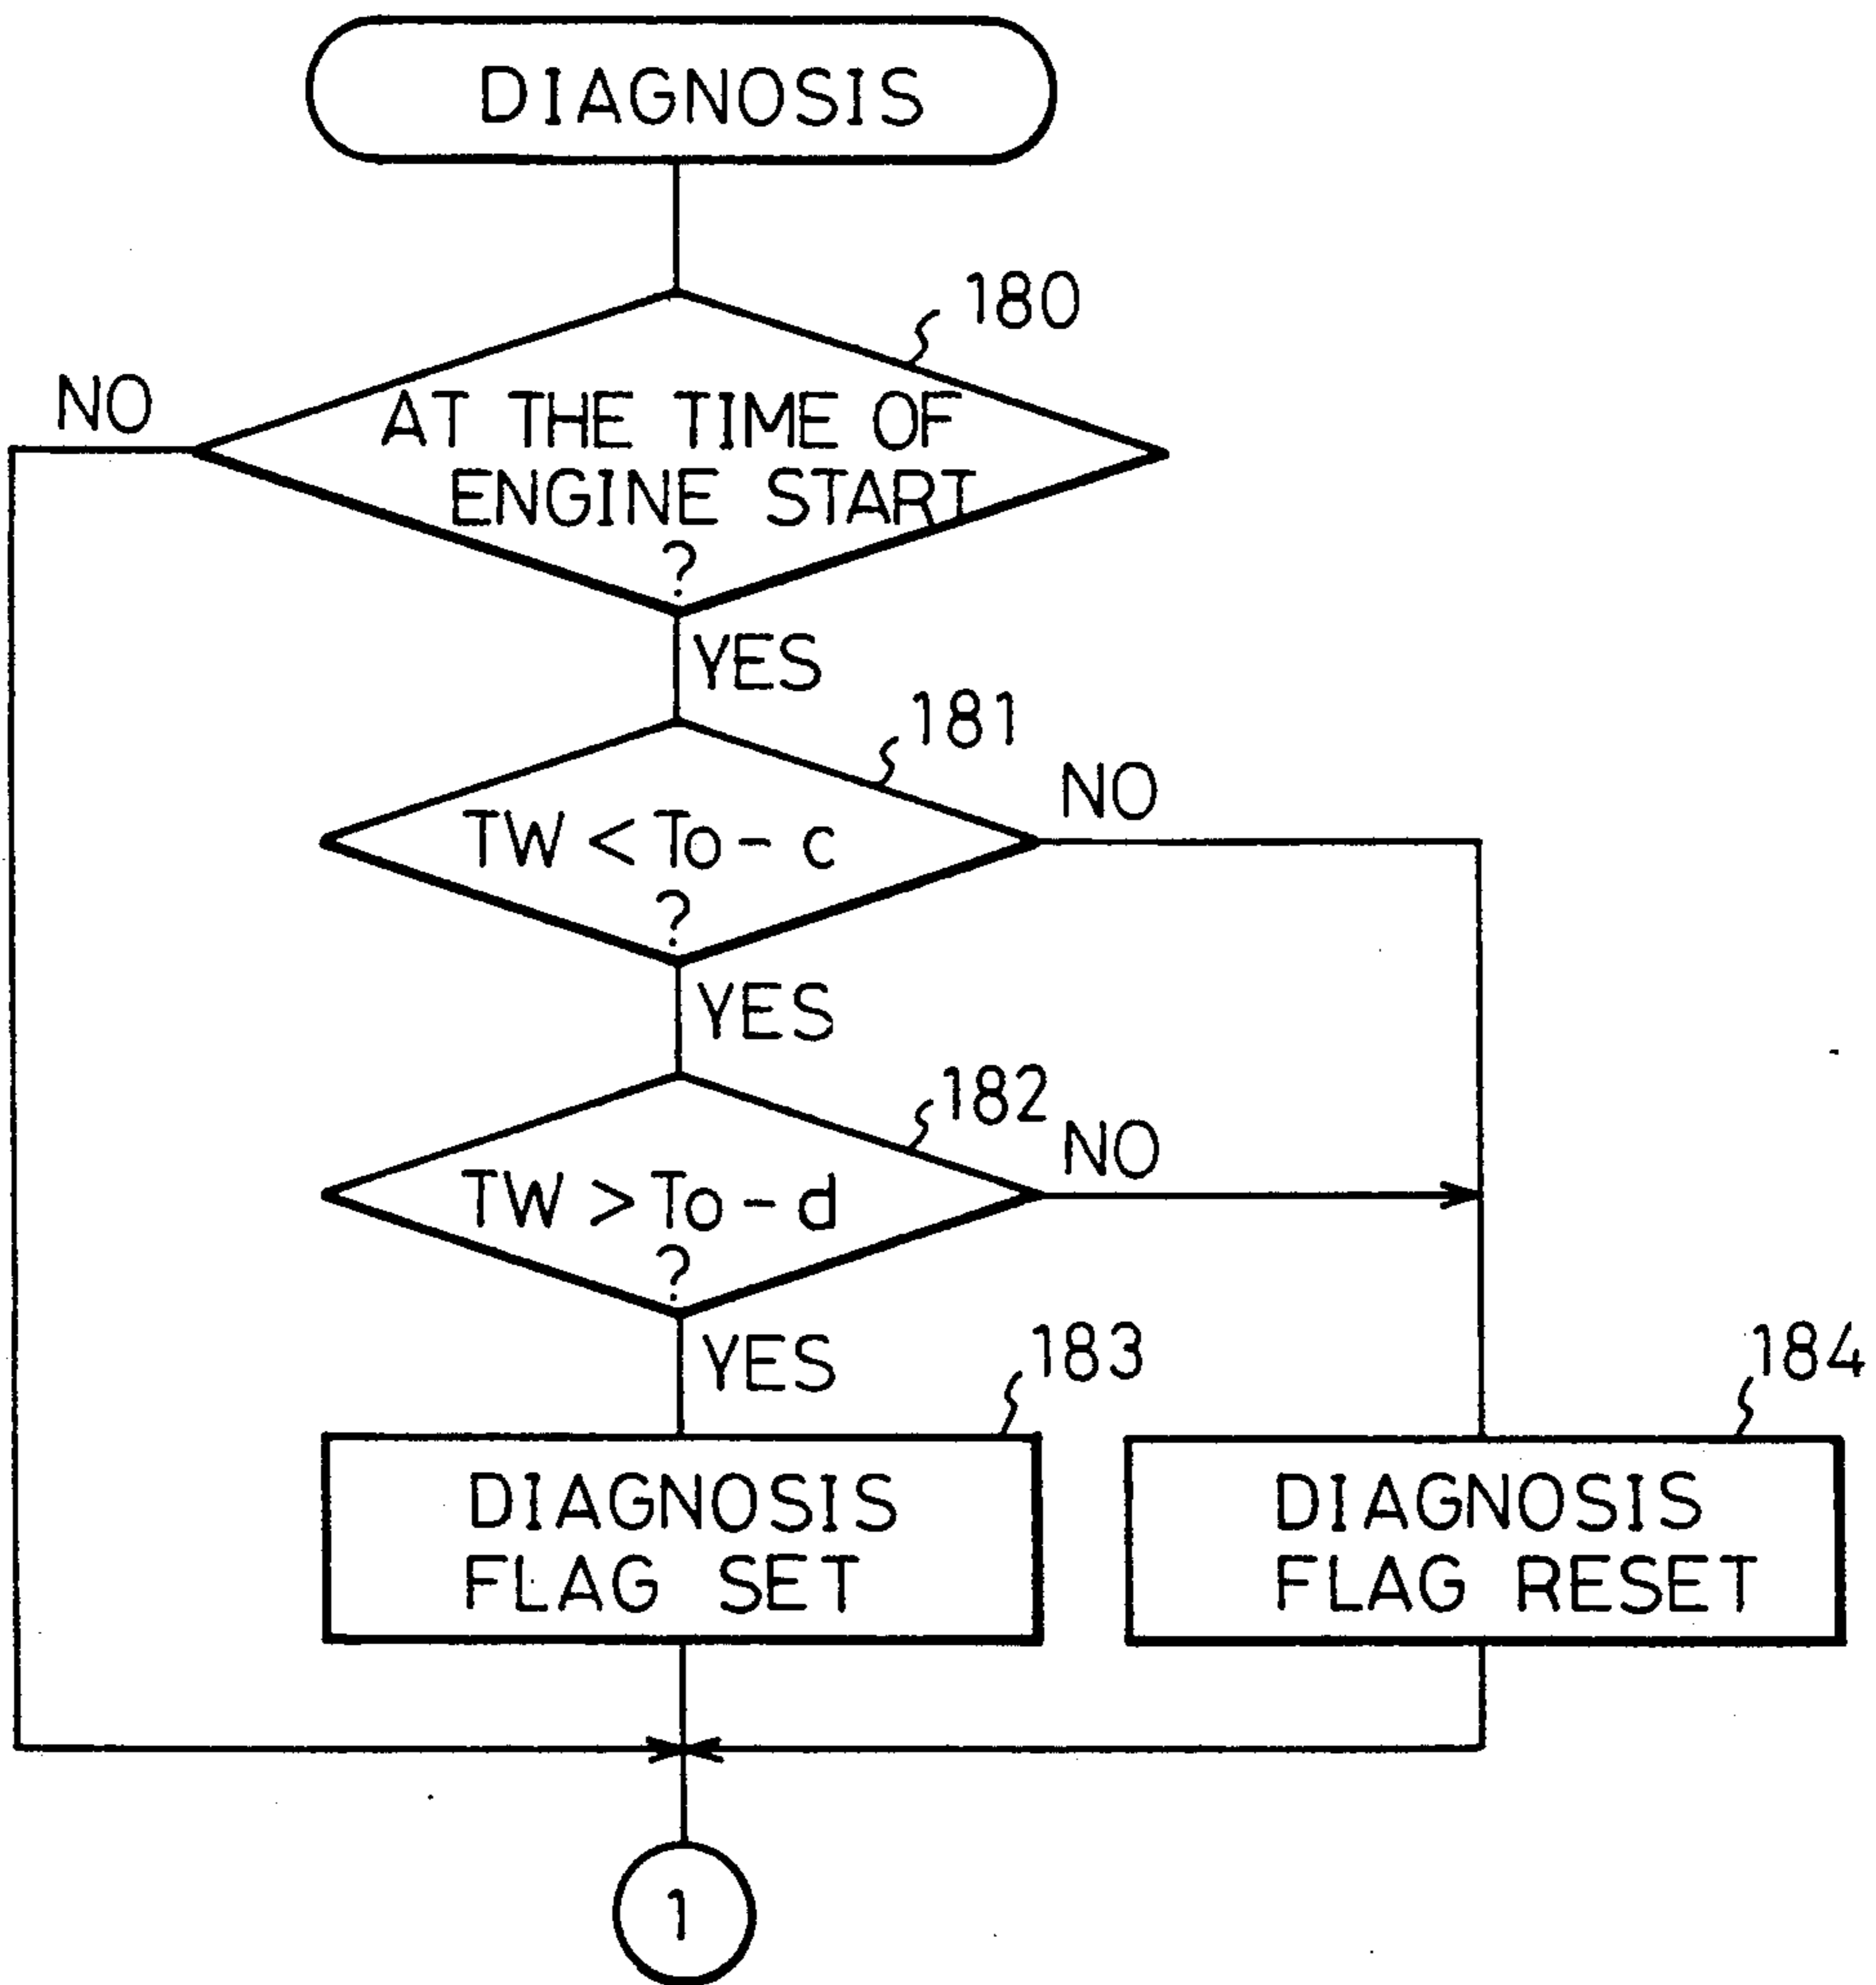 DIAGNOSIS
180
NO
AT THE TIME OF
ENGINE START
?
YES
181
NO
TW < To - c
?
YES
182
NO
TW > To - d
?
YES
183
184
DIAGNOSIS
FLAG SET
DIAGNOSIS
FLAG RESET
1